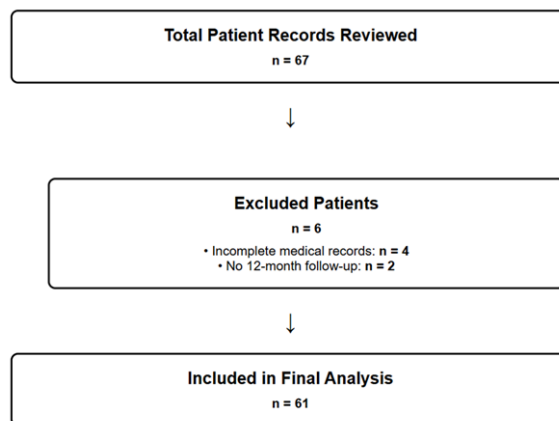 Total Patient Records Reviewed
n = 67
↓
Excluded Patients
n = 6
• Incomplete medical records: n = 4
• No 12-month follow-up: n = 2
↓
Included in Final Analysis
n = 61